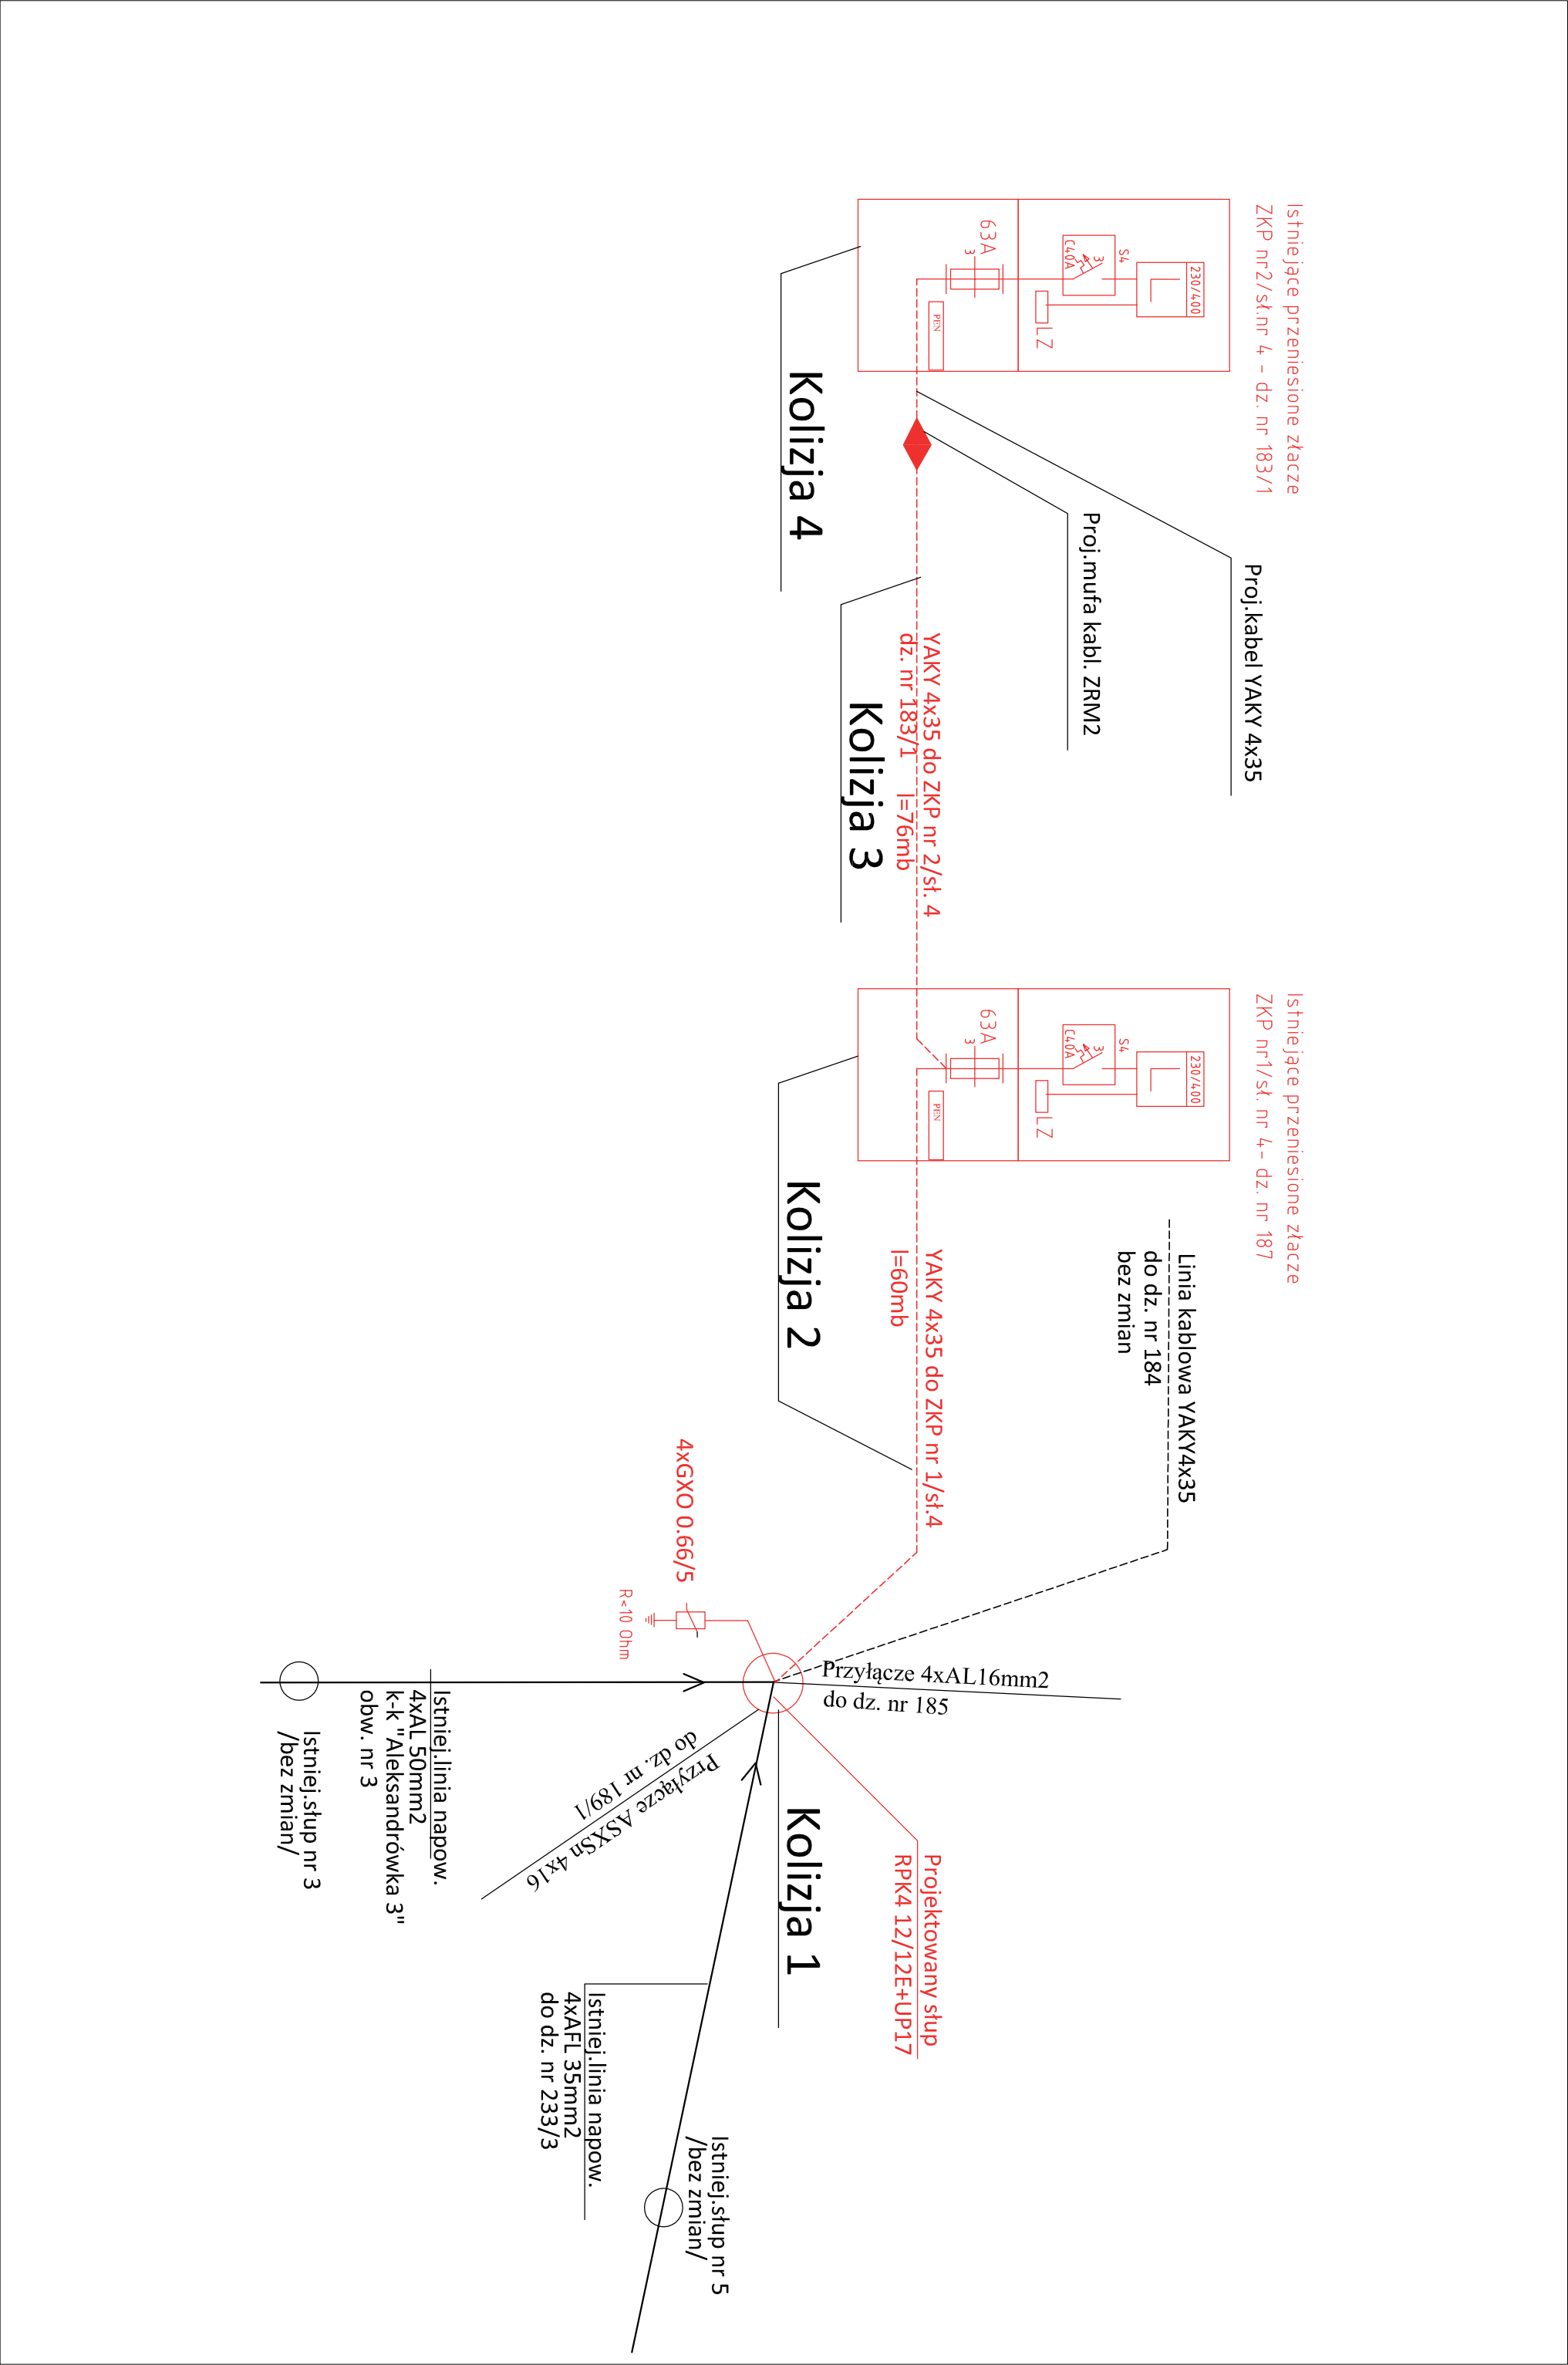 Istniejące przeniesione złacze
ZKP nr2/sł.nr 4 - dz. nr 183/1
230/400
S4
3
C40A
LZ
63A
3
PEN
Kolizja 4
Proj.kabel YAKY 4x35
Proj.mufa kabl. ZRM2
YAKY 4x35 do ZKP nr 2/sł. 4
dz. nr 183/1 l=76mb
Kolizja 3
Istniejące przeniesione złacze
ZKP nr1/sł. nr 4- dz. nr 187
230/400
S4
3
C40A
LZ
63A
3
PEN
Kolizja 2
Linia kablowa YAKY4x35
do dz. nr 184
bez zmian
YAKY 4x35 do ZKP nr 1/sł.4
l=60mb
4xGXO 0.66/5
R<10 Ohm
Przyłącze 4xAL16mm2
do dz. nr 185
Projektowany słup
RPK4 12/12E+UP17
Kolizja 1
do dz. nr 189/1
Przyłącze ASXSn 4x16
Istniej.linia napow.
4xAL 50mm2
k-k "Aleksandrówka 3"
obw. nr 3
Istniej.słup nr 3
/bez zmian/
Istniej.słup nr 5
/bez zmian/
Istniej.linia napow.
4xAFL 35mm2
do dz. nr 233/3